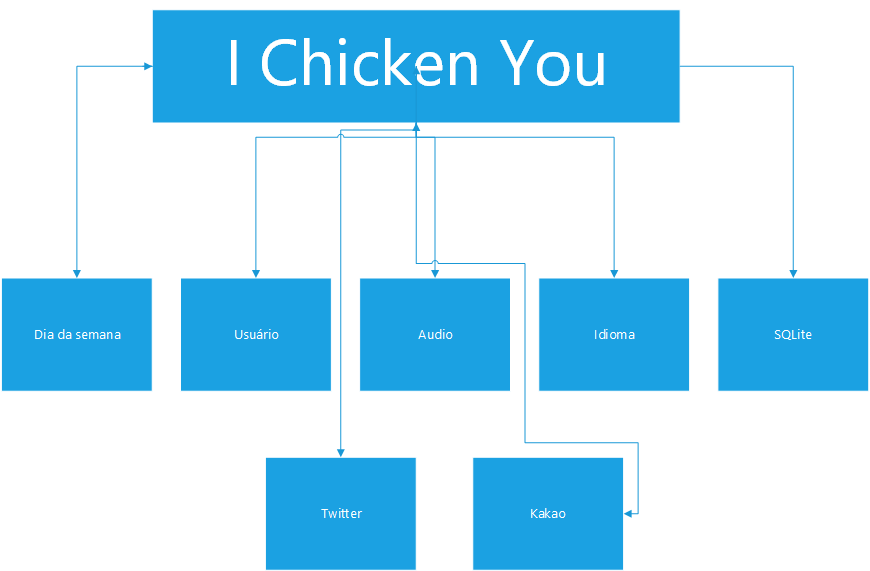 I Chicken You
Dia da semana
Usuário
Audio
Idioma
SQLite
Twitter
Kakao